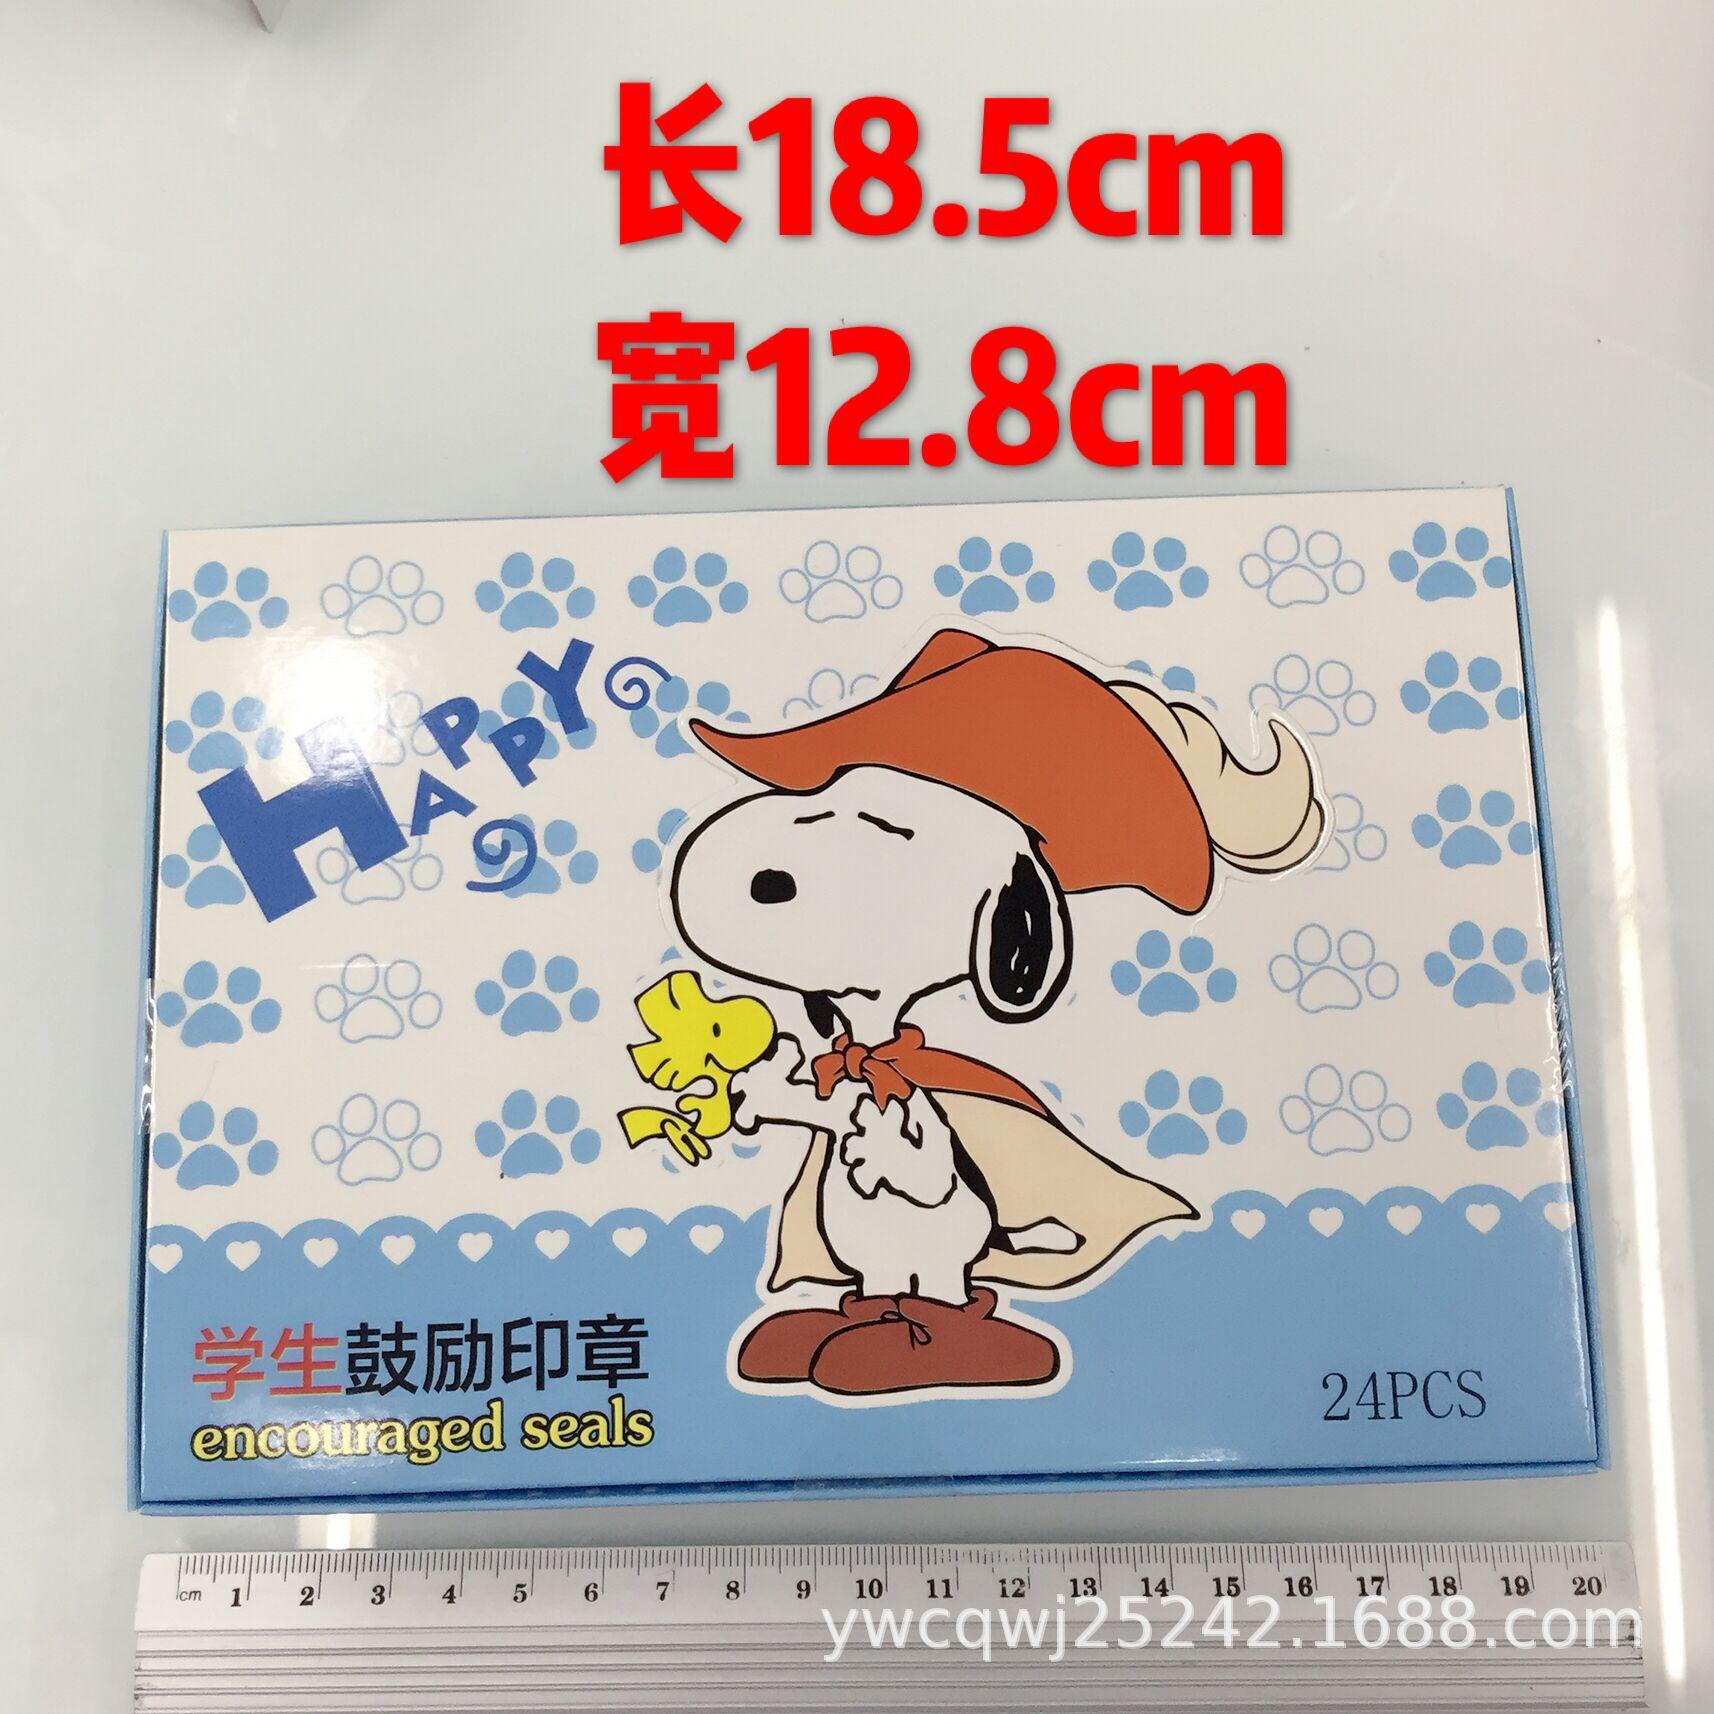 长18.5cm
宽12.8cm
HAPPY
学生鼓励印章
encouraged seals
24PCS
cm 1 2 3 4 5 6 7 8 9 10 11 12 13 14 15 16 17 18 19 20
ywcqwj25242.1688.com